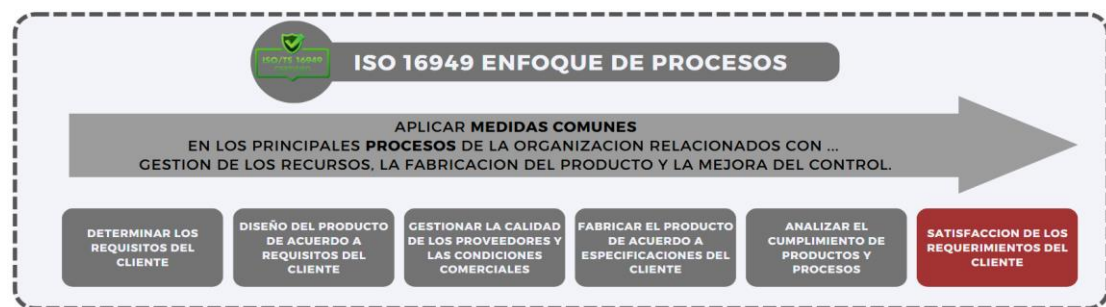 ISO/TS 16949
ISO 16949 ENFOQUE DE PROCESOS
APLICAR MEDIDAS COMUNES
EN LOS PRINCIPALES PROCESOS DE LA ORGANIZACION RELACIONADOS CON ...
GESTION DE LOS RECURSOS, LA FABRICACION DEL PRODUCTO Y LA MEJORA DEL CONTROL.
DETERMINAR LOS
REQUISITOS DEL
CLIENTE
DISEÑO DEL PRODUCTO
DE ACUERDO A
REQUISITOS DEL
CLIENTE
GESTIONAR LA CALIDAD
DE LOS PROVEEDORES Y
LAS CONDICIONES
COMERCIALES
FABRICAR EL PRODUCTO
DE ACUERDO A
ESPECIFICACIONES DEL
CLIENTE
ANALIZAR EL
CUMPLIMIENTO DE
PRODUCTOS Y
PROCESOS
SATISFACCION DE LOS
REQUERIMIENTOS DEL
CLIENTE